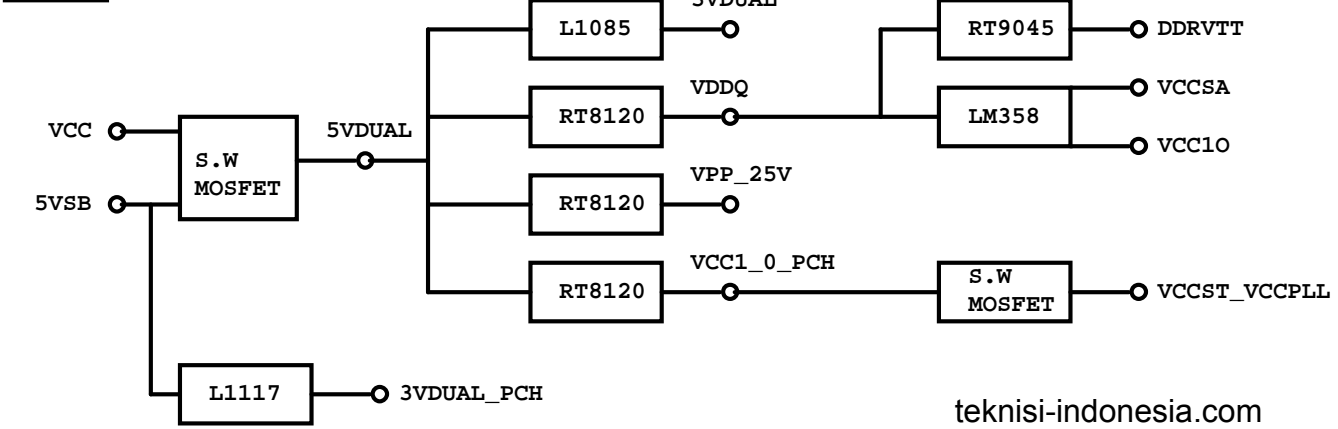 3VDUAL
L1085
RT9045
DDRVTT
VDDQ
VCCSA
RT8120
LM358
VCC
5VDUAL
S.W
MOSFET
VCC1O
VPP_25V
5VSB
RT8120
VCC1_0_PCH
RT8120
S.W
MOSFET
VCCST_VCCPLL
L1117
3VDUAL_PCH
teknisi-indonesia.com